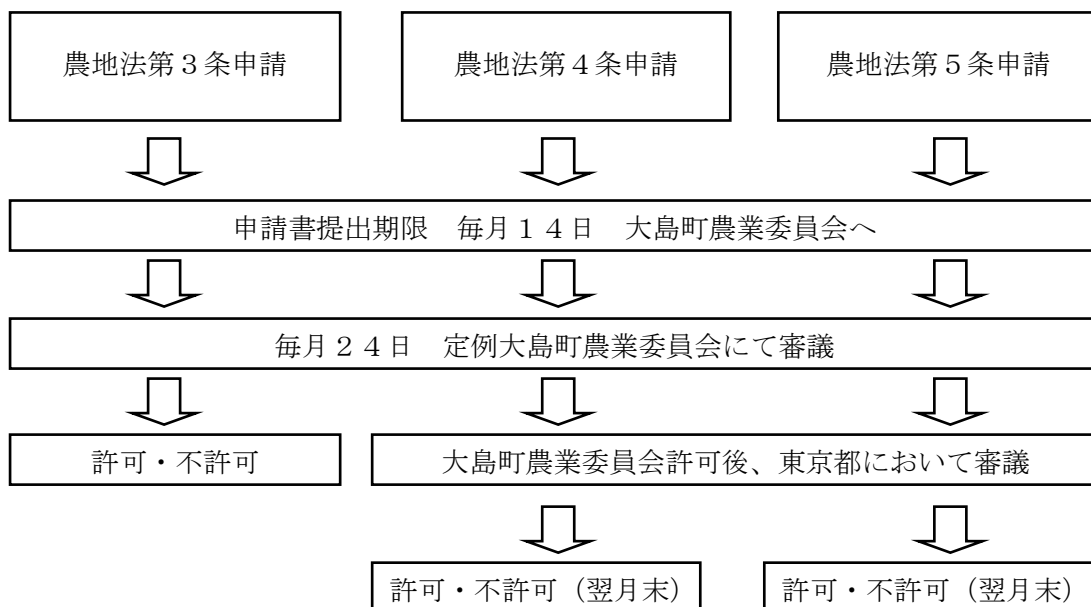 農地法第３条申請
農地法第４条申請
農地法第５条申請
申請書提出期限　毎月１４日　大島町農業委員会へ
毎月２４日　定例大島町農業委員会にて審議
許可・不許可
大島町農業委員会許可後、東京都において審議
許可・不許可（翌月末）
許可・不許可（翌月末）